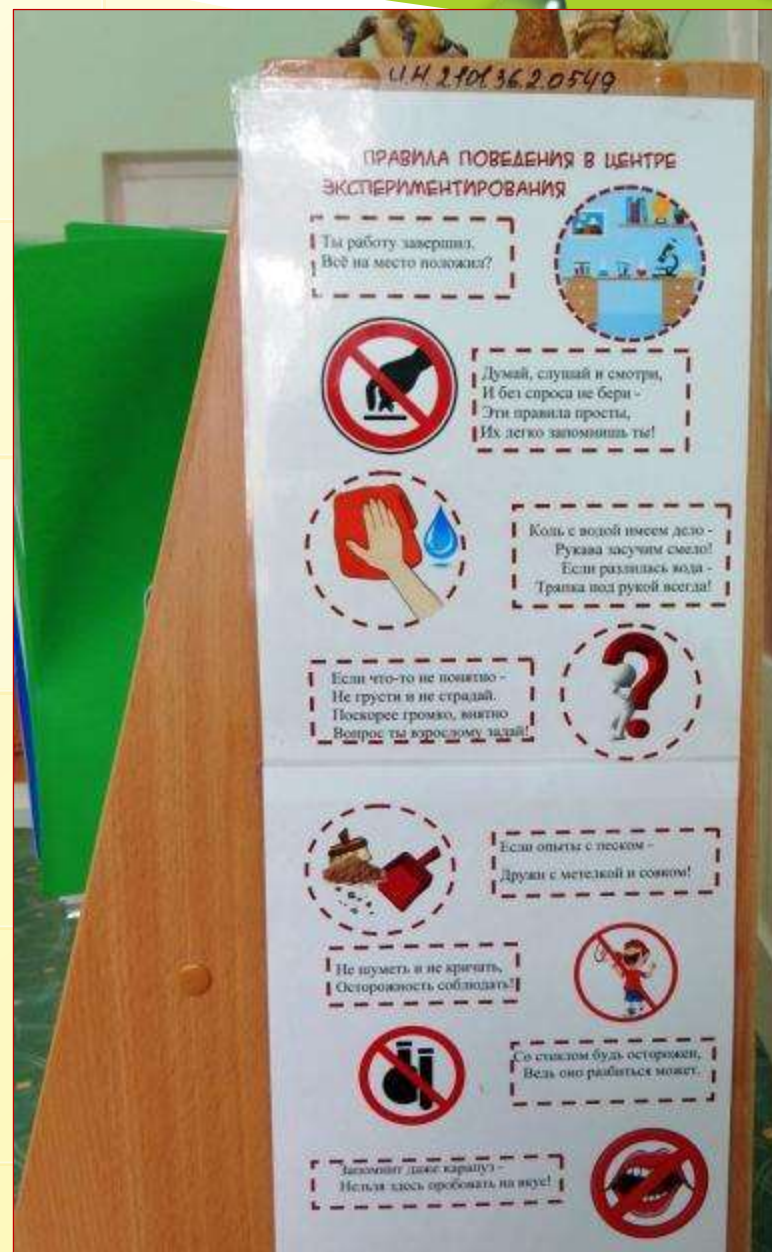 И.Н. 210136.2.0549
ПРАВИЛА ПОВЕДЕНИЯ В ЦЕНТРЕ
ЭКСПЕРИМЕНТИРОВАНИЯ
Ты работу завершил.
Всё на место положил?
Думай, слушай и смотри,
И без спроса не бери -
Эти правила просты,
Их легко запомнишь ты!
Коль с водой имеем дело -
Рукава засучим смело!
Если разлилась вода -
Тряпка под рукой всегда!
Если что-то не понятно -
Не грусти и не страдай.
Поскорее громко, внятно
Вопрос ты взрослому задай!
Если опыты с песком -
Дружи с метелкой и совком!
Не шуметь и не кричать,
Осторожность соблюдать!
Со стеклом будь осторожен,
Ведь оно разбиться может.
Запомнит даже карапуз -
Нельзя здесь пробовать на вкус!